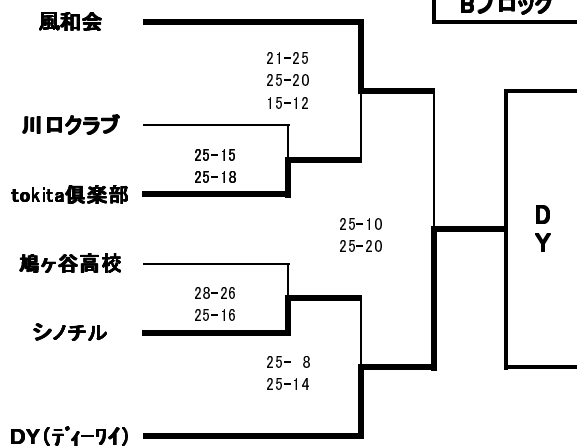 Bブロック
風和会
21-25
25-20
15-12
川口クラブ
25-15
25-18
tokita倶楽部
25-10
25-20
D
Y
鳩ヶ谷高校
28-26
25-16
シノチル
25- 8
25-14
DY(ディーワイ)